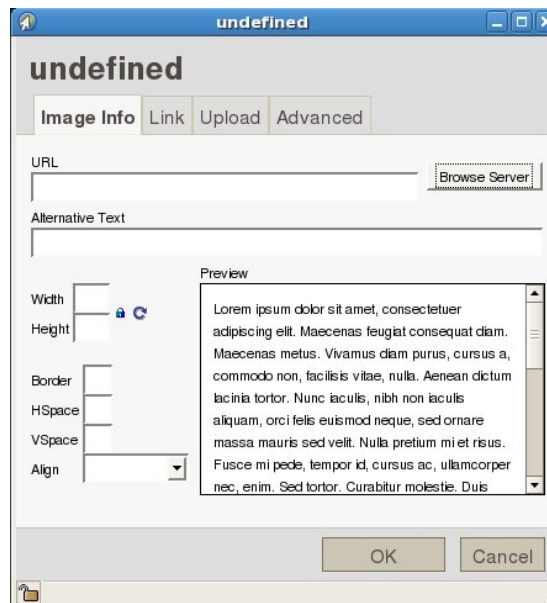 undefined
undefined
Image Info Link Upload Advanced
URL
Browse Server
Alternative Text
Preview
Width
Height
Border
HSpace
VSpace
Align
Lorem ipsum dolor sit amet, consectetuer
adipiscing elit. Maecenas feugiat consequat diam.
Maecenas metus. Vivamus diam purus, cursus a,
commodo non, facilisis vitae, nulla. Aenean dictum
lacinia tortor. Nunc iaculis, nibh non iaculis
aliquam, orci felis euismod neque, sed ornare
massa mauris sed velit. Nulla pretium mi et risus.
Fusce mi pede, tempor id, cursus ac, ullamcorper
nec, enim. Sed tortor. Curabitur molestie. Duis
OK Cancel